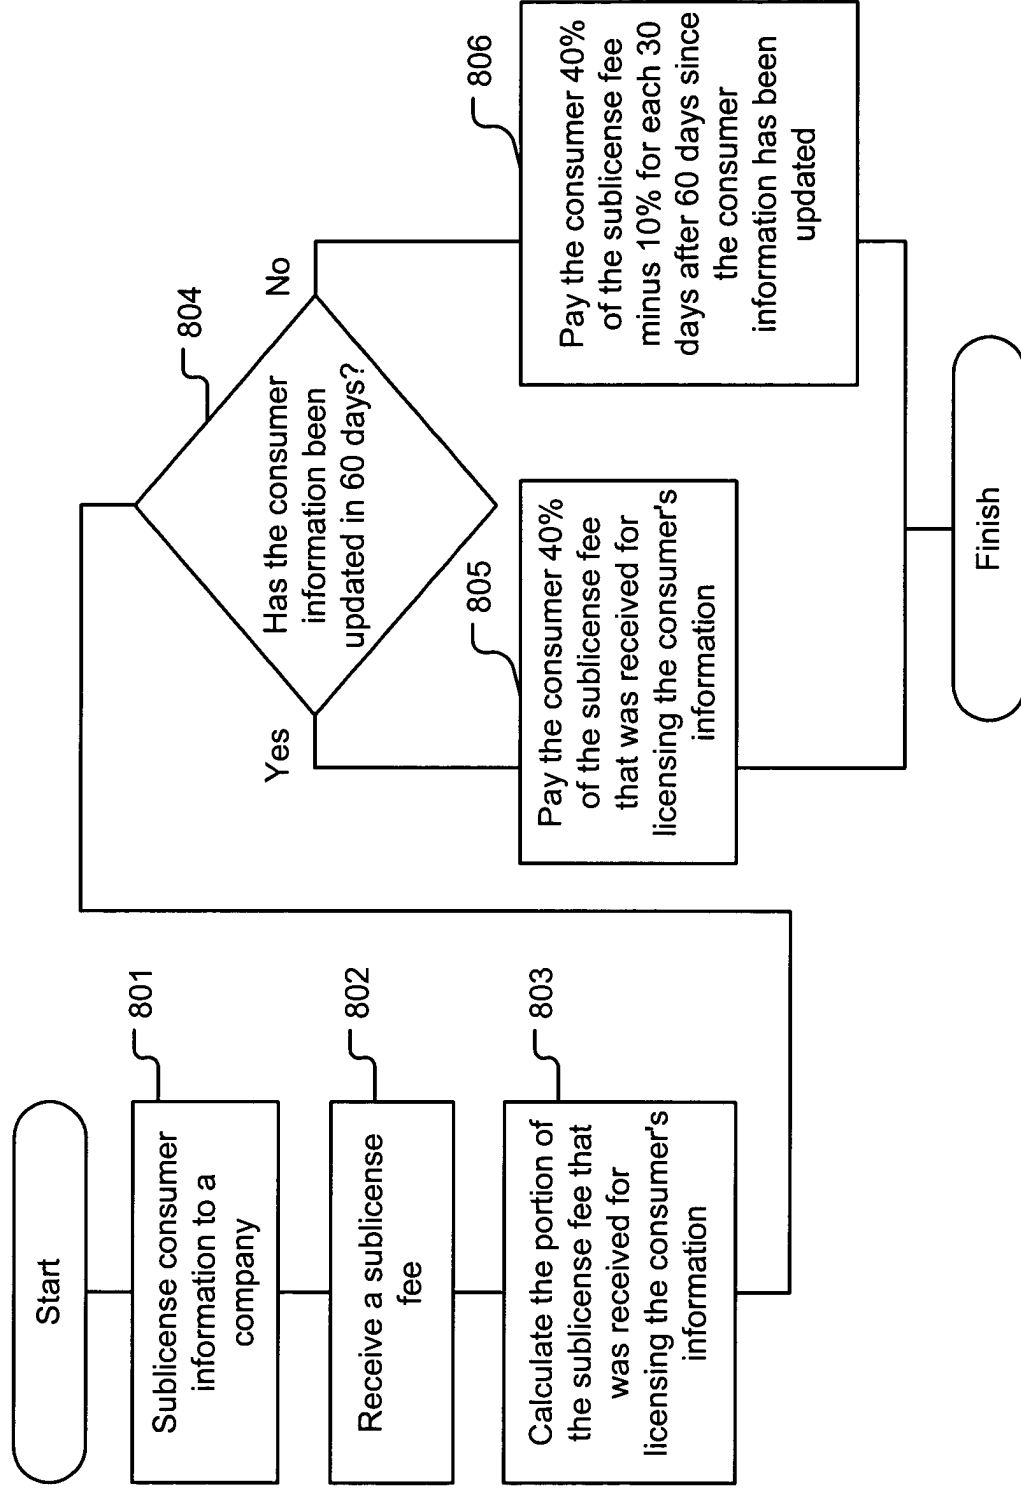 Start
Sublicense consumer
information to a
company
801
Receive a sublicense
fee
802
Calculate the portion of
the sublicense fee that
was received for
licensing the consumer's
information
803
Has the consumer
information been
updated in 60 days?
804
Yes
No
Pay the consumer 40%
of the sublicense fee
that was received for
licensing the consumer's
information
805
Pay the consumer 40%
of the sublicense fee
minus 10% for each 30
days after 60 days since
the consumer
information has been
updated
806
Finish